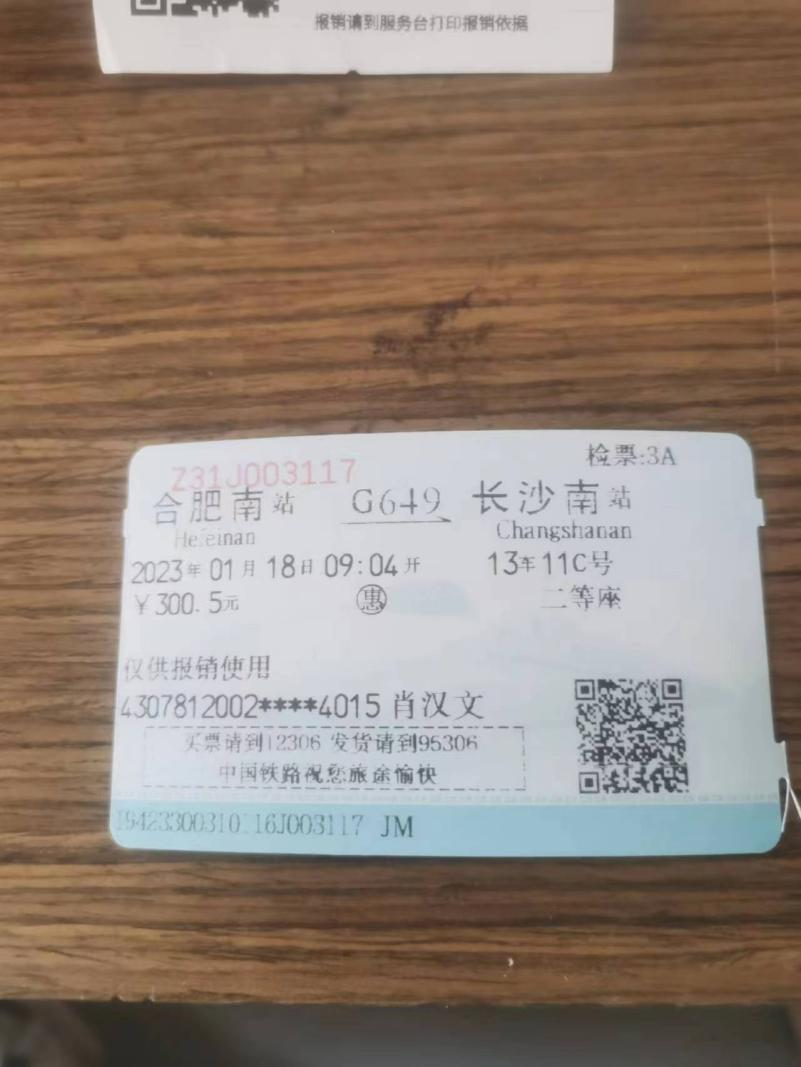 报销请到服务台打印报销依据
Z31J003117
检票:3A
合肥南站 G649 长沙南站
Hefeinan Changshanan
2023年01月18日09:04开 13车11C号
￥300.5元 惠 二等座
仅供报销使用
4307812002****4015 肖汉文
买票请到12306 发货请到95306
中国铁路祝您旅途愉快
JM